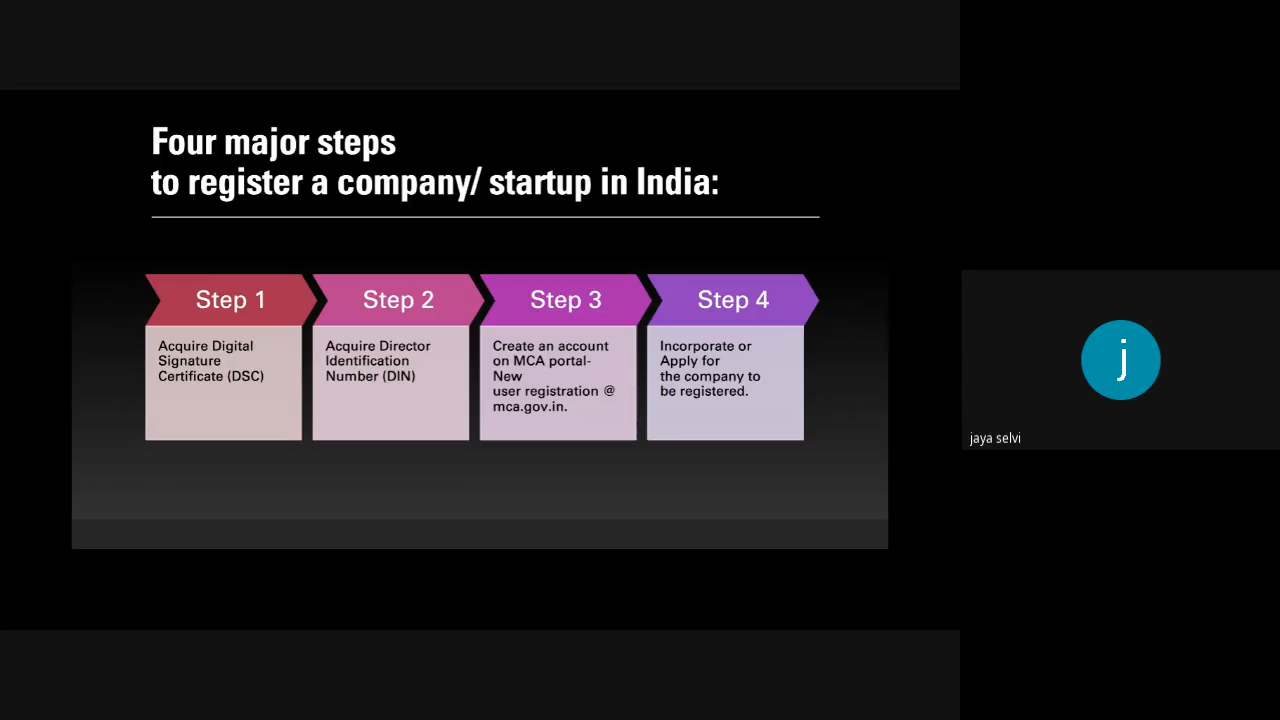 Four major steps
to register a company/ startup in India:
Step 1
Acquire Digital
Signature
Certificate (DSC)
Step 2
Acquire Director
Identification
Number (DIN)
Step 3
Create an account
on MCA portal-
New
user registration @
mca.gov.in.
Step 4
Incorporate or
Apply for
the company to
be registered.
j
jaya selvi